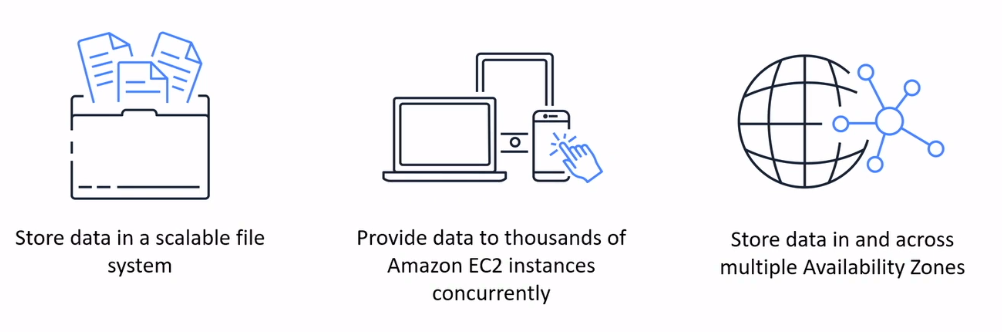 Store data in a scalable file
system
Provide data to thousands of
Amazon EC2 instances
concurrently
Store data in and across
multiple Availability Zones